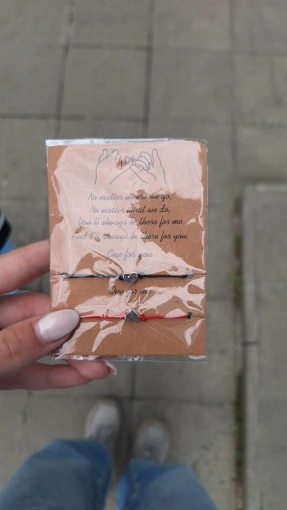 No matter where we go,
No matter what we do,
You'll always be there for me
And I'll always be there for you.
One for you
One for me